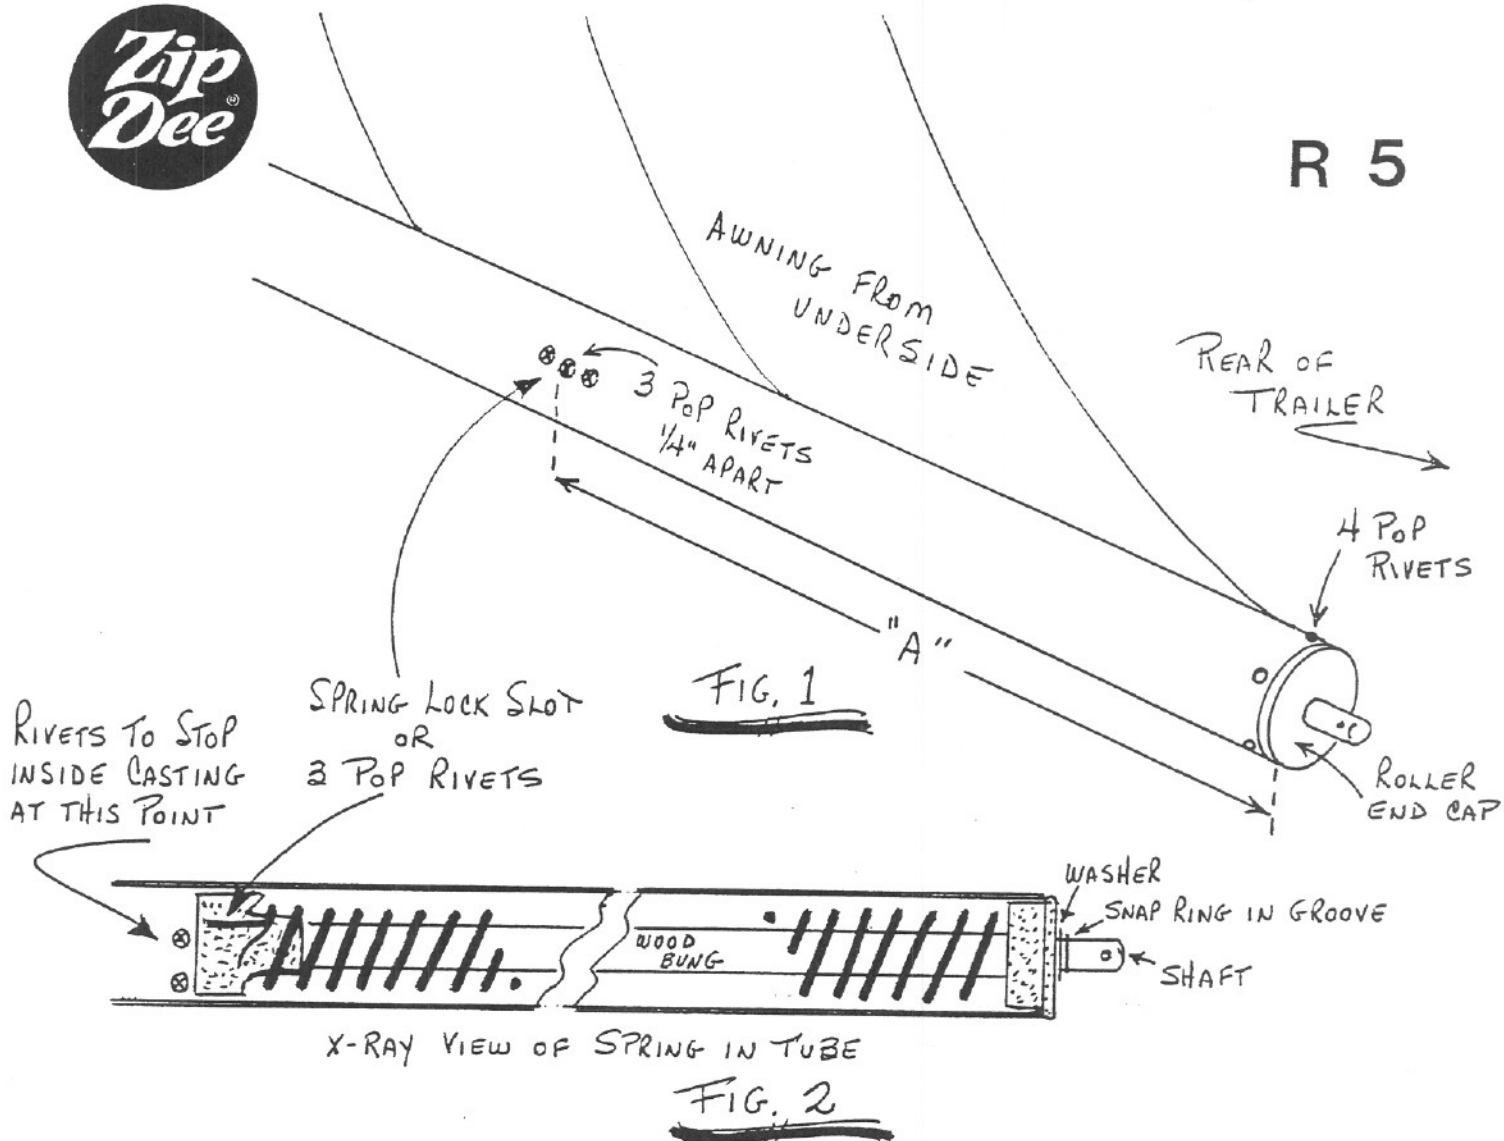 Zip
Dee®
R 5
AWNING FROM
UNDERSIDE
REAR OF
TRAILER
3 POP RIVETS
1/4" APART
4 POP
RIVETS
"A"
FIG. 1
ROLLER
END CAP
SPRING LOCK SLOT
OR
3 POP RIVETS
RIVETS TO STOP
INSIDE CASTING
AT THIS POINT
WASHER
SNAP RING IN GROOVE
SHAFT
WOOD
BUNG
X-RAY VIEW OF SPRING IN TUBE
FIG. 2